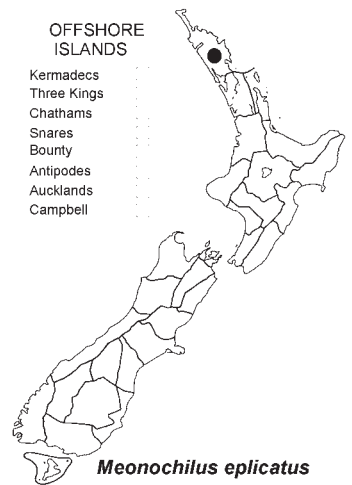 OFFSHORE
ISLANDS
Kermadecs
Three Kings
Chathams
Snares
Bounty
Antipodes
Aucklands
Campbell
Meonochilus eplicatus